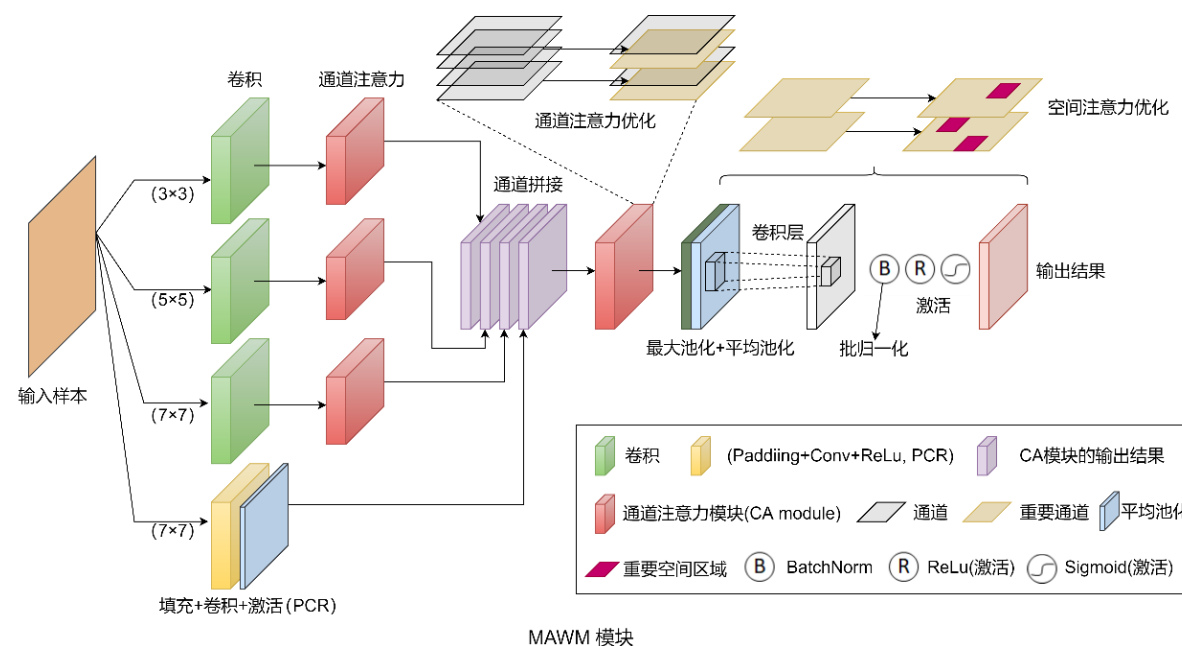 卷积
通道注意力
通道注意力优化
空间注意力优化
(3×3)
通道拼接
卷积层
(5×5)
B
R
输出结果
激活
最大池化+平均池化
批归一化
输入样本
(7×7)
(7×7)
填充+卷积+激活(PCR)
卷积
(Paddiing+Conv+ReLu, PCR)
CA模块的输出结果
通道注意力模块(CA module)
通道
重要通道
平均池化
重要空间区域
B
BatchNorm
R
ReLu(激活)
Sigmoid(激活)
MAWM 模块